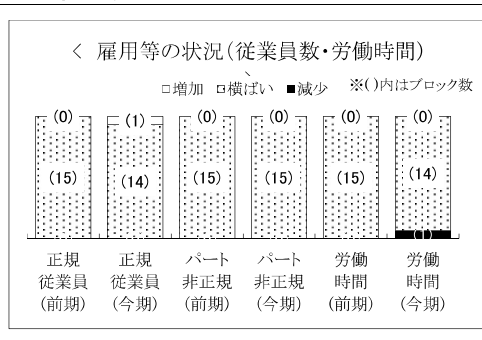 < 雇用等の状況(従業員数・労働時間)
□増加 ⊡横ばい ■減少 ※( )内はブロック数
(0) (1) (0) (0) (0) (0)
(15) (14) (15) (15) (15) (14)
(1)
正規 正規 パート パート 労働 労働
従業員 従業員 非正規 非正規 時間 時間
(前期) (今期) (前期) (今期) (前期) (今期)